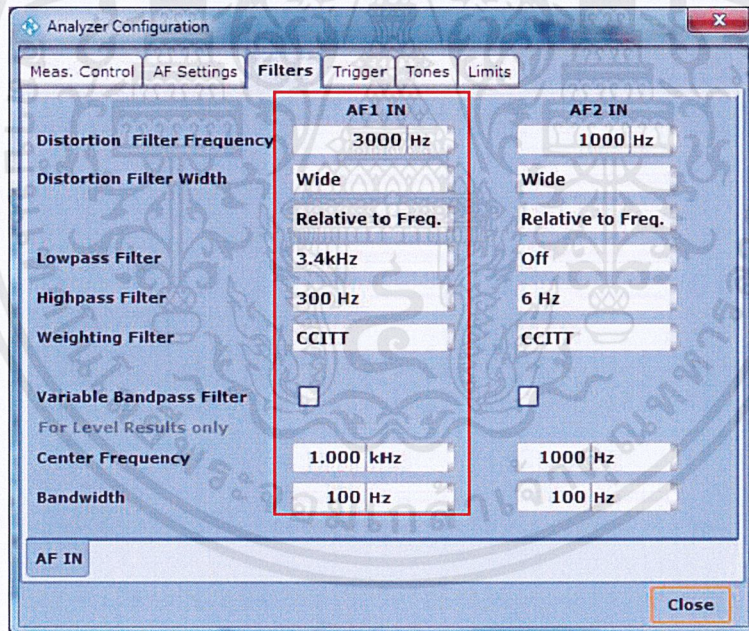 Analyzer Configuration
Meas. Control AF Settings Filters Trigger Tones Limits
AF1 IN AF2 IN
Distortion Filter Frequency 3000 Hz 1000 Hz
Distortion Filter Width Wide Wide
Relative to Freq. Relative to Freq.
Lowpass Filter 3.4kHz Off
Highpass Filter 300 Hz 6 Hz
Weighting Filter CCITT CCITT
Variable Bandpass Filter
For Level Results only
Center Frequency 1.000 kHz 1000 Hz
Bandwidth 100 Hz 100 Hz
AF IN
Close